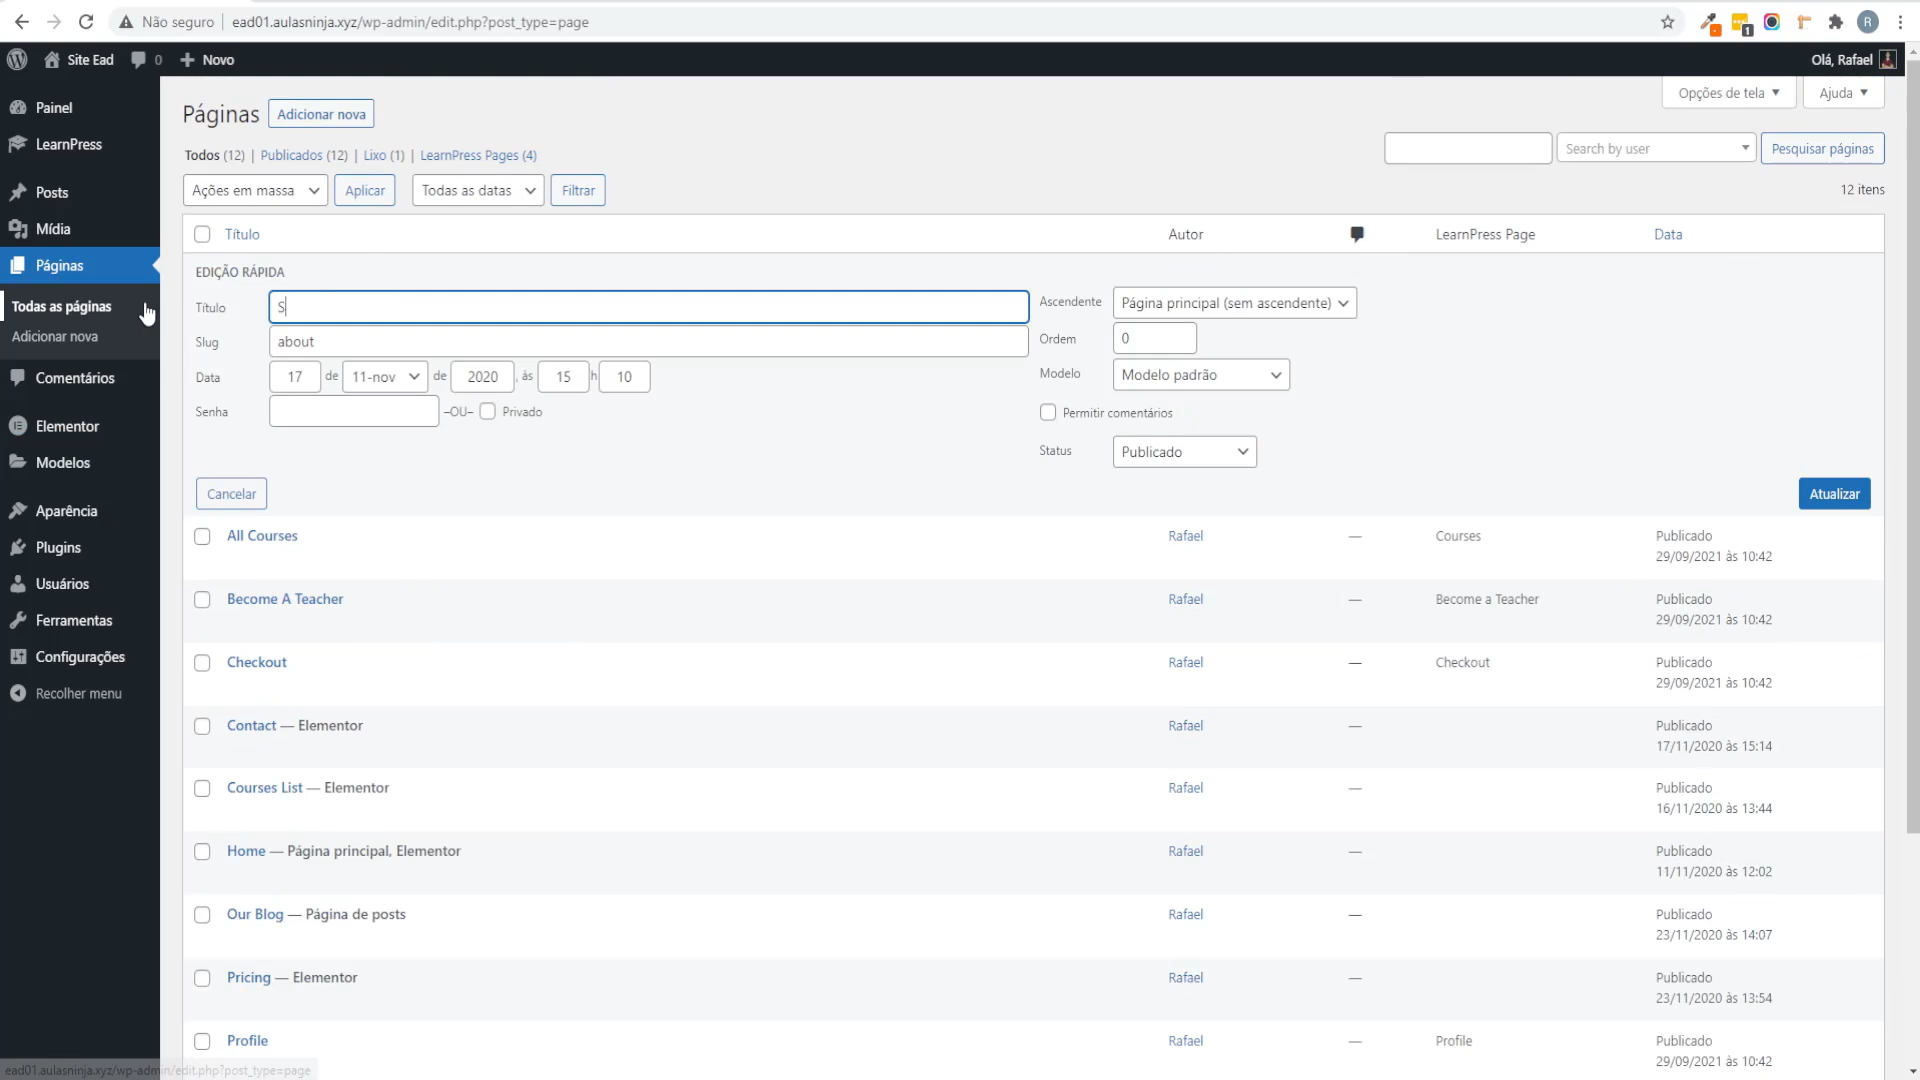 Não seguro | ead01.aulasninja.xyz/wp-admin/edit.php?post_type=page
1
R
Site Ead 0 Novo
Olá, Rafael
Painel
LearnPress
Posts
Mídia
Páginas
Todas as páginas
Adicionar nova
Comentários
Elementor
Modelos
Aparência
Plugins
Usuários
Ferramentas
Configurações
Recolher menu
Opções de tela
Ajuda
Páginas
Adicionar nova
Todos (12) | Publicados (12) | Lixo (1) | LearnPress Pages (4)
Search by user
Pesquisar páginas
Ações em massa
Aplicar
Todas as datas
Filtrar
12 itens
Título Autor LearnPress Page Data
EDIÇÃO RÁPIDA
Título S
Slug about
Data 17 de 11-nov de 2020 , às 15 h 10
Senha –OU– Privado
Ascendente Página principal (sem ascendente)
Ordem 0
Modelo Modelo padrão
Permitir comentários
Status Publicado
Cancelar
Atualizar
All Courses Rafael — Courses Publicado
29/09/2021 às 10:42
Become A Teacher Rafael — Become a Teacher Publicado
29/09/2021 às 10:42
Checkout Rafael — Checkout Publicado
29/09/2021 às 10:42
Contact — Elementor Rafael — Publicado
17/11/2020 às 15:14
Courses List — Elementor Rafael — Publicado
16/11/2020 às 13:44
Home — Página principal, Elementor Rafael — Publicado
11/11/2020 às 12:02
Our Blog — Página de posts Rafael — Publicado
23/11/2020 às 14:07
Pricing — Elementor Rafael — Publicado
23/11/2020 às 13:54
Profile Rafael — Profile Publicado
29/09/2021 às 10:42
ead01.aulasninja.xyz/wp-admin/edit.php?post_type=page